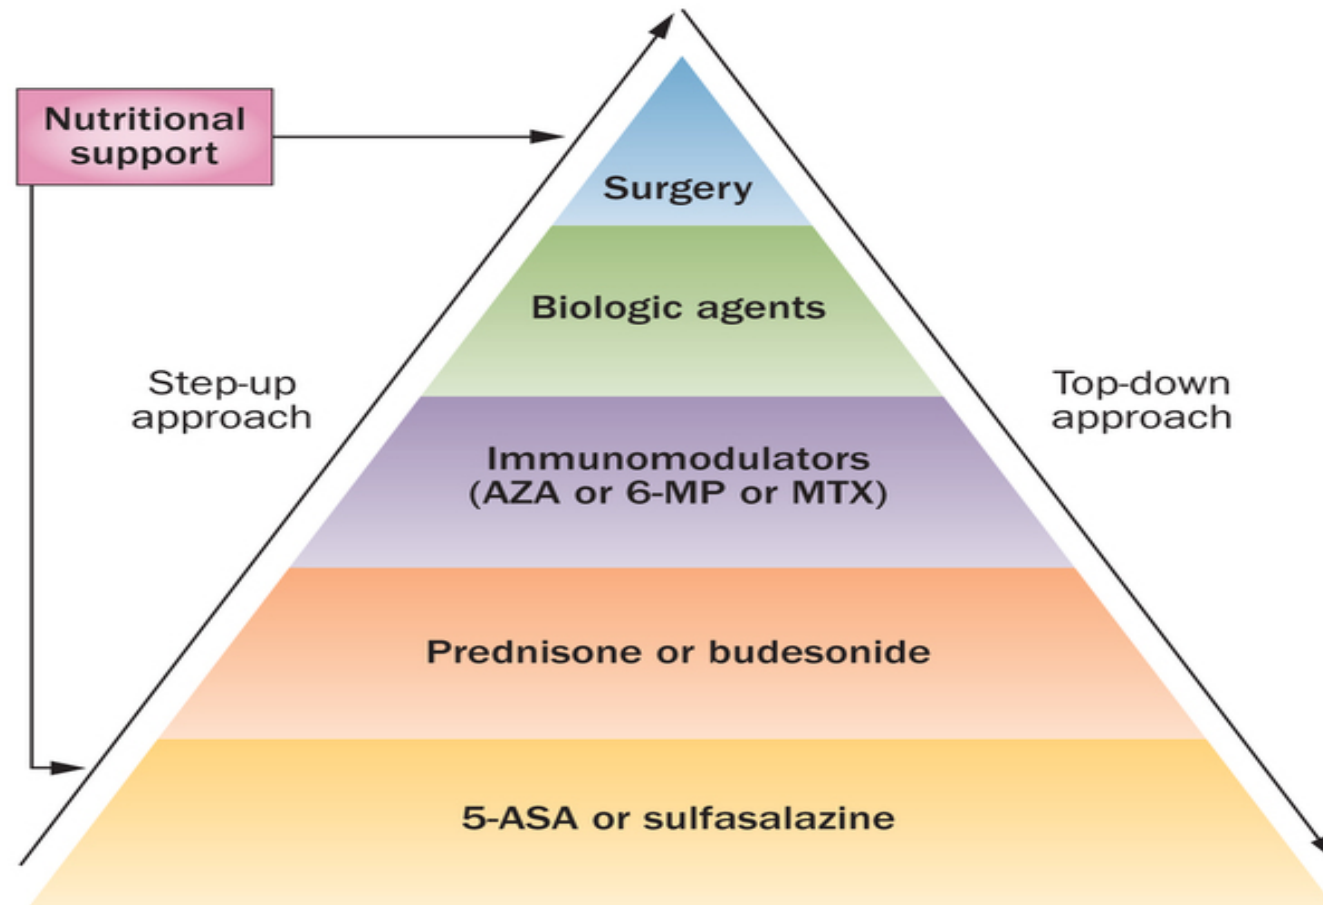 Nutritional
support
Surgery
Biologic agents
Step-up
approach
Top-down
approach
Immunomodulators
(AZA or 6-MP or MTX)
Prednisone or budesonide
5-ASA or sulfasalazine